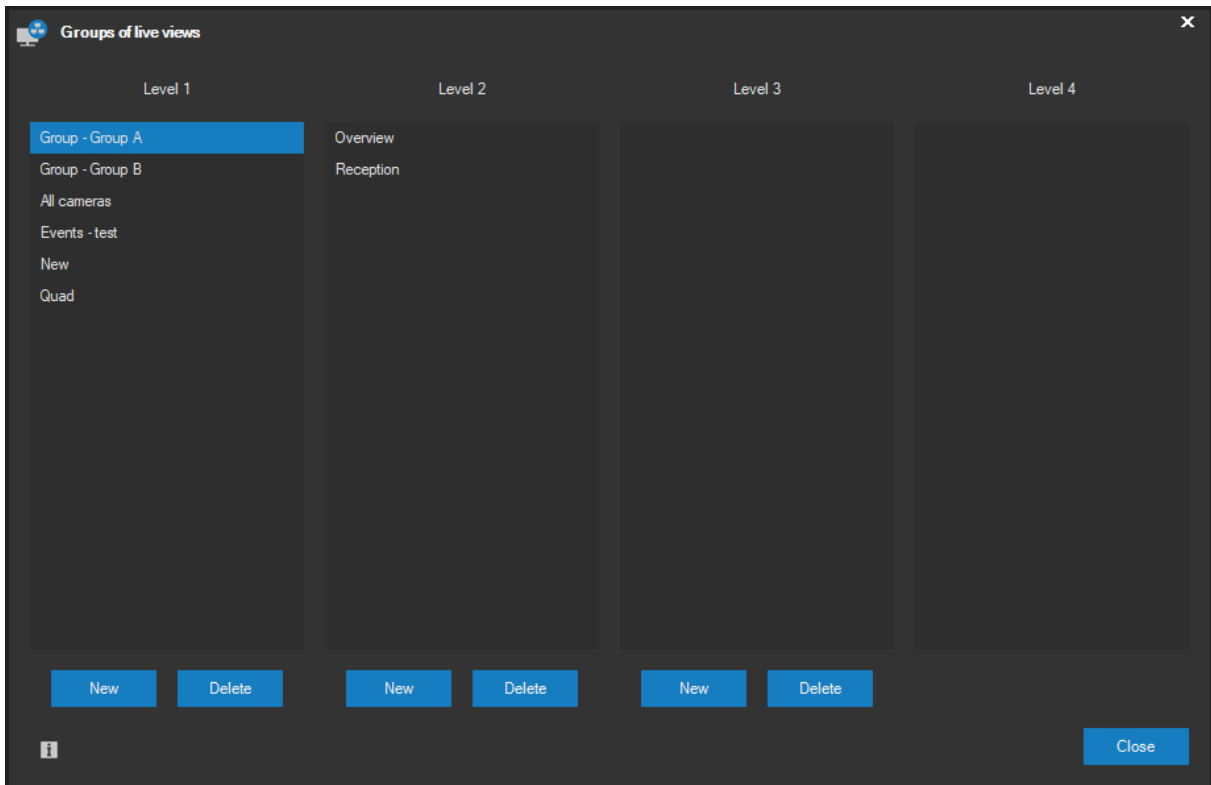 Groups of live views
Level 1
Level 2
Level 3
Level 4
Group - Group A
Group - Group B
All cameras
Events - test
New
Quad
Overview
Reception
New
Delete
New
Delete
New
Delete
Close